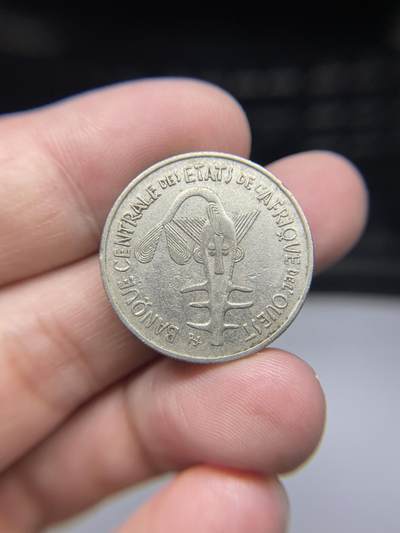 BANQUE CENTRALE DES ETATS DE L'AFRIQUE DE L'OUEST